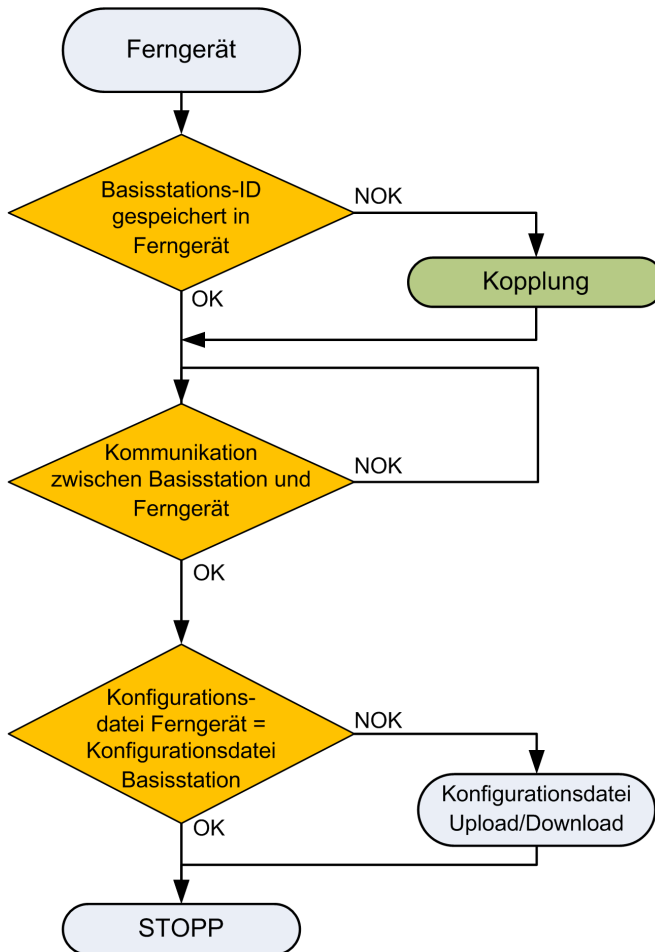 Ferngerät
Basisstations-ID
gespeichert in
Ferngerät
NOK
Kopplung
OK
Kommunikation
zwischen Basisstation und
Ferngerät
NOK
OK
Konfigurations-
datei Ferngerät =
Konfigurationsdatei
Basisstation
NOK
Konfigurationsdatei
Upload/Download
OK
STOPP